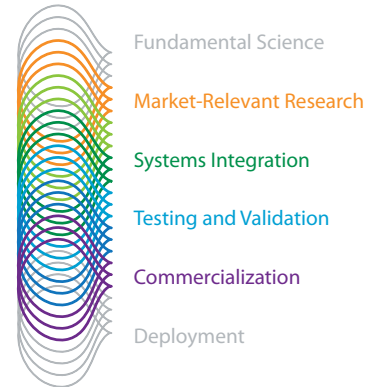 Fundamental Science
Market-Relevant Research
Systems Integration
Testing and Validation
Commercialization
Deployment